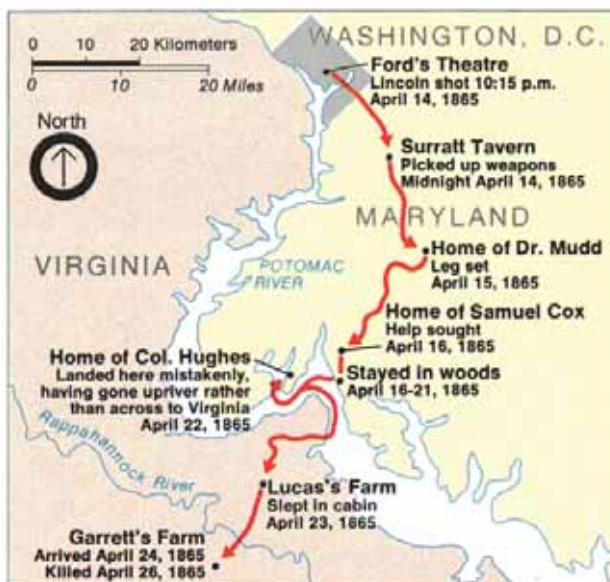 0 10 20 Kilometers
0 10 20 Miles
North
WASHINGTON, D.C.
Ford's Theatre
Lincoln shot 10:15 p.m.
April 14, 1865
Surratt Tavern
Picked up weapons
Midnight April 14, 1865
MARYLAND
VIRGINIA
Home of Dr. Mudd
Leg set
April 15, 1865
POTOMAC
RIVER
Home of Samuel Cox
Help sought
April 16, 1865
Home of Col. Hughes
Landed here mistakenly,
having gone upriver rather
than across to Virginia
April 22, 1865
Stayed in woods
April 16-21, 1865
Rappahannock River
Lucas's Farm
Slept in cabin
April 23, 1865
Garrett's Farm
Arrived April 24, 1865
Killed April 26, 1865